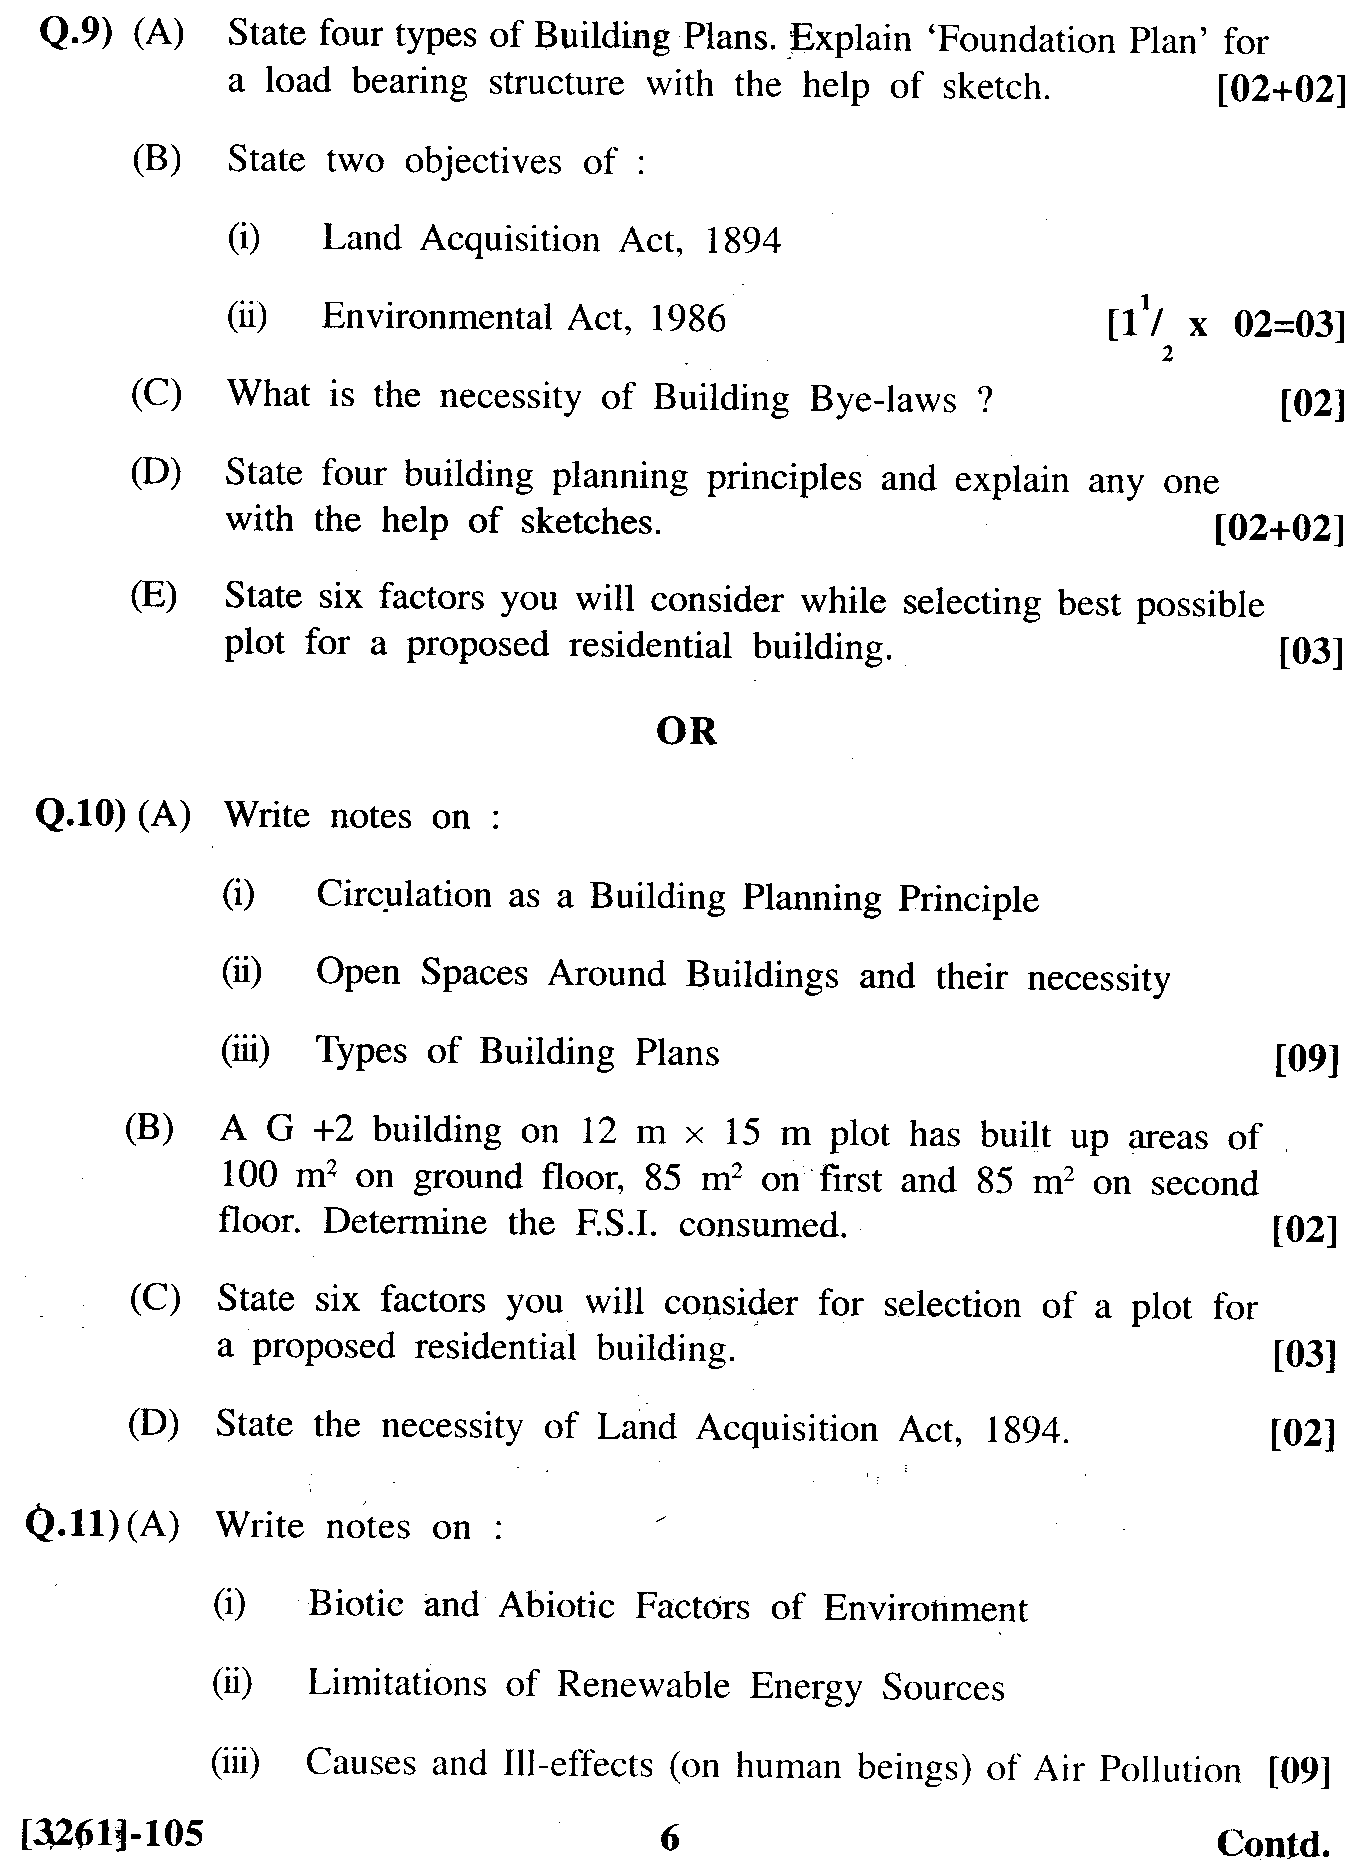 Q.9) (A) State four types of Building Plans. Explain ‘Foundation Plan’ for
a load bearing structure with the help of sketch. [02+02]
(B) State two objectives of :
(i) Land Acquisition Act, 1894
(ii) Environmental Act, 1986 [1 1/2 x 02=03]
(C) What is the necessity of Building Bye-laws ? [02]
(D) State four building planning principles and explain any one
with the help of sketches. [02+02]
(E) State six factors you will consider while selecting best possible
plot for a proposed residential building. [03]
OR
Q.10) (A) Write notes on :
(i) Circulation as a Building Planning Principle
(ii) Open Spaces Around Buildings and their necessity
(iii) Types of Building Plans [09]
(B) A G +2 building on 12 m × 15 m plot has built up areas of
100 m² on ground floor, 85 m² on first and 85 m² on second
floor. Determine the F.S.I. consumed. [02]
(C) State six factors you will consider for selection of a plot for
a proposed residential building. [03]
(D) State the necessity of Land Acquisition Act, 1894. [02]
Q.11) (A) Write notes on :
(i) Biotic and Abiotic Factors of Environment
(ii) Limitations of Renewable Energy Sources
(iii) Causes and Ill-effects (on human beings) of Air Pollution [09]
[3261]-105 6 Contd.